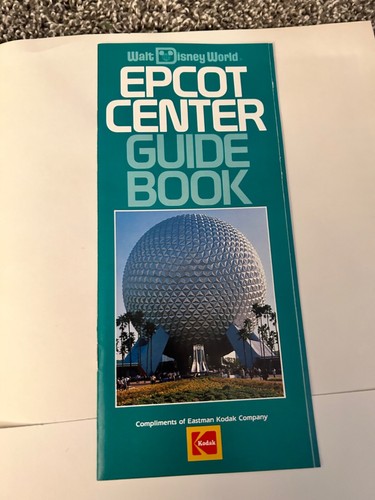 Walt Disney World
EPCOT
CENTER
GUIDE
BOOK
Compliments of Eastman Kodak Company
Kodak